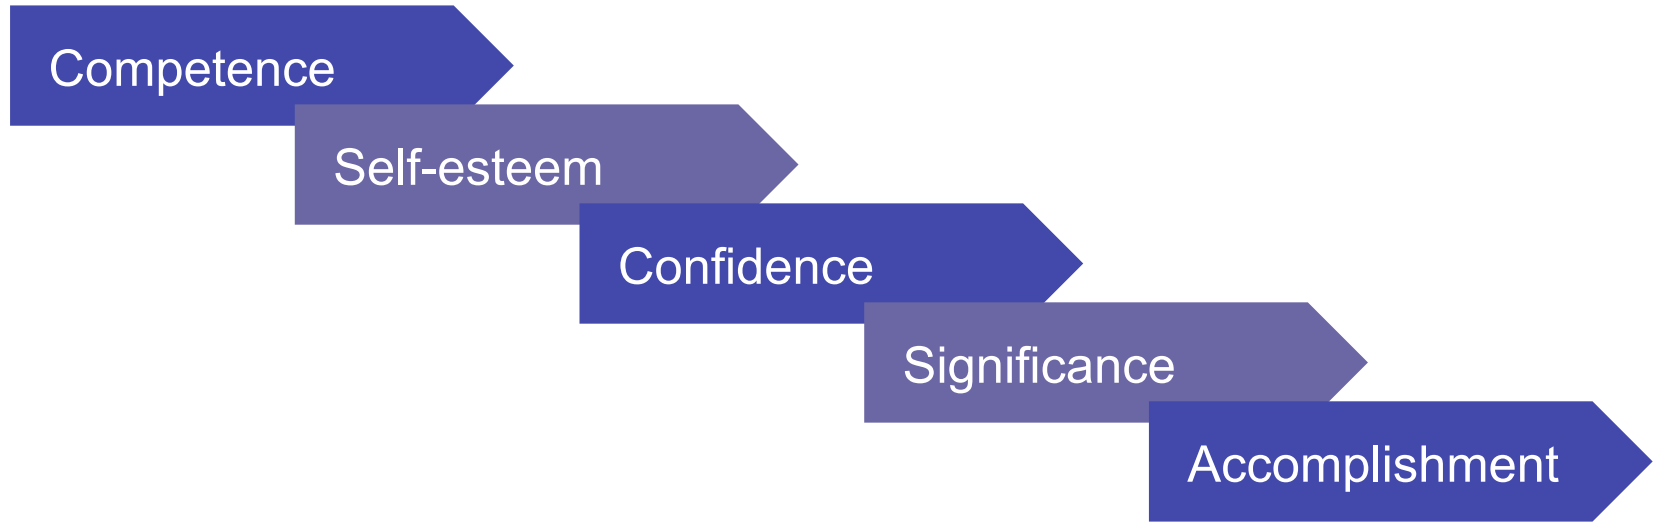 Competence
Self-esteem
Confidence
Significance
Accomplishment